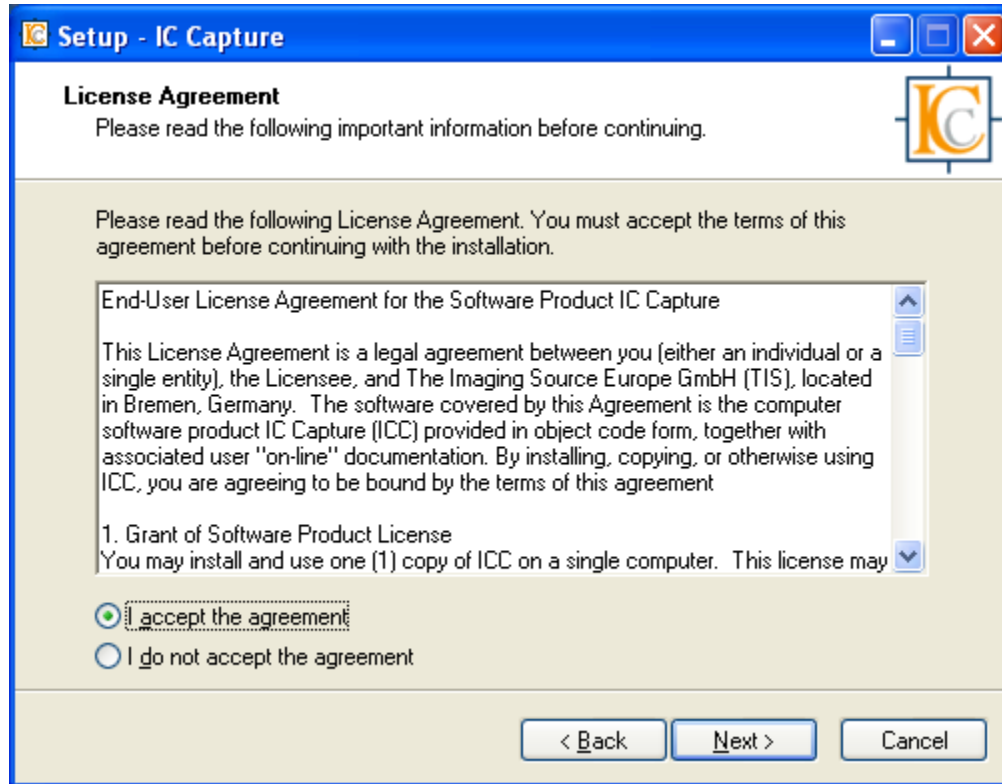 Setup - IC Capture
License Agreement
Please read the following important information before continuing.
IC
Please read the following License Agreement. You must accept the terms of this
agreement before continuing with the installation.
End-User License Agreement for the Software Product IC Capture
This License Agreement is a legal agreement between you (either an individual or a
single entity), the Licensee, and The Imaging Source Europe GmbH (TIS), located
in Bremen, Germany.  The software covered by this Agreement is the computer
software product IC Capture (ICC) provided in object code form, together with
associated user "on-line" documentation. By installing, copying, or otherwise using
ICC, you are agreeing to be bound by the terms of this agreement
1. Grant of Software Product License
You may install and use one (1) copy of ICC on a single computer.  This license may
I accept the agreement
I do not accept the agreement
< Back
Next >
Cancel